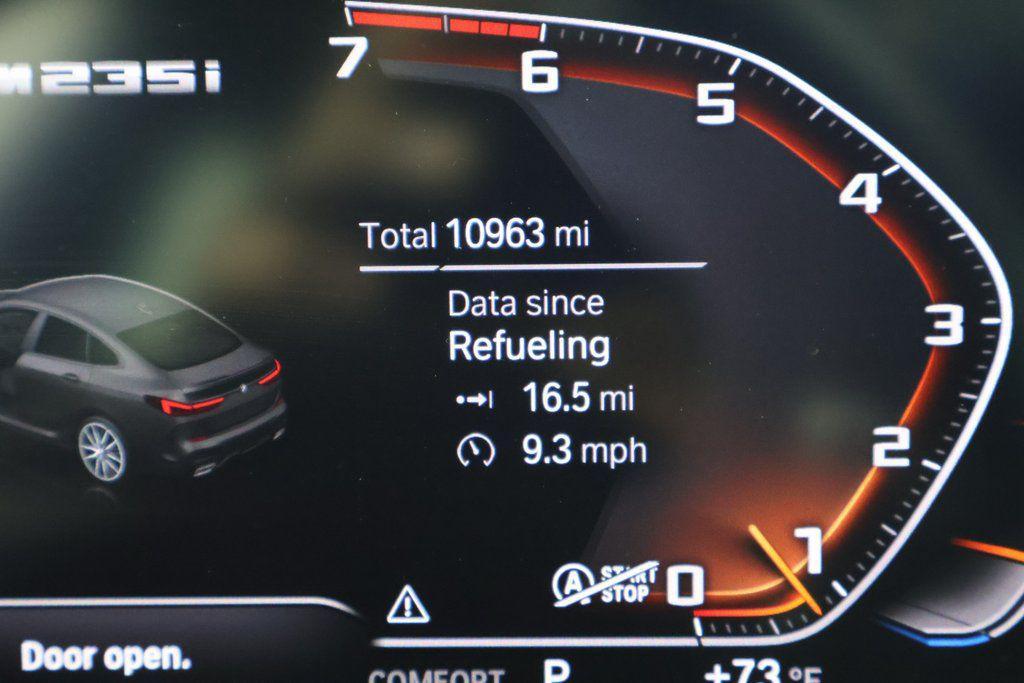 M235i
7
6
5
4
3
2
1
0
Total 10963 mi
Data since
Refueling
16.5 mi
9.3 mph
A START
STOP
Door open.
COMFORT P +73 °F